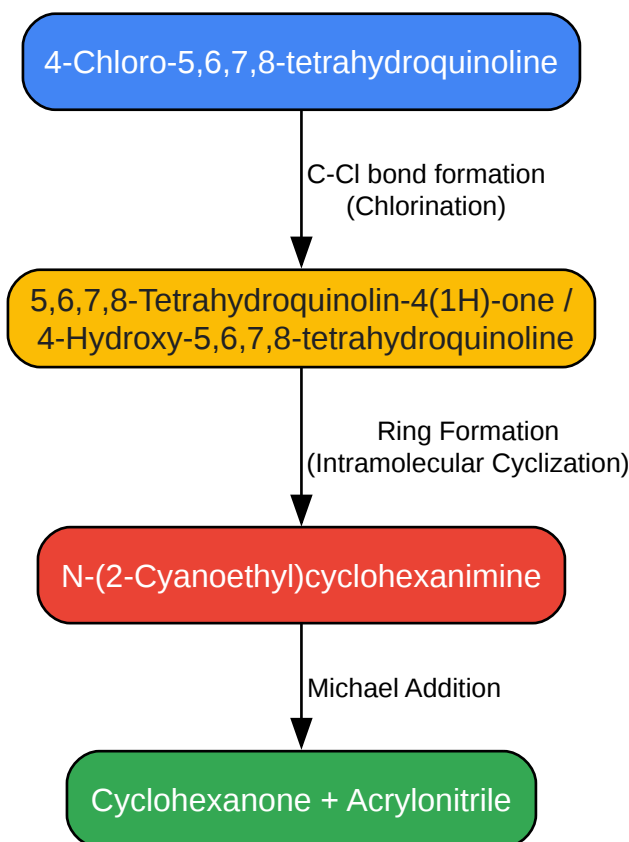 4-Chloro-5,6,7,8-tetrahydroquinoline
C-Cl bond formation
(Chlorination)
5,6,7,8-Tetrahydroquinolin-4(1H)-one /
4-Hydroxy-5,6,7,8-tetrahydroquinoline
Ring Formation
(Intramolecular Cyclization)
N-(2-Cyanoethyl)cyclohexanimine
Michael Addition
Cyclohexanone + Acrylonitrile